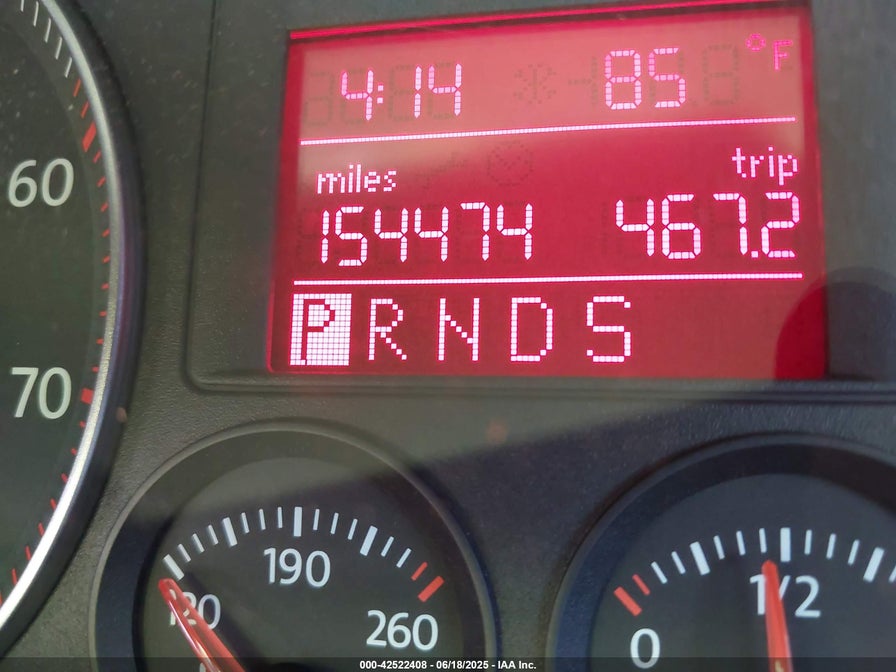 4:14 85 °F
miles trip
154474 467.2
P R N D S
60
70
190
260
0
1/2
000-42522408 - 06/18/2025 - IAA Inc.